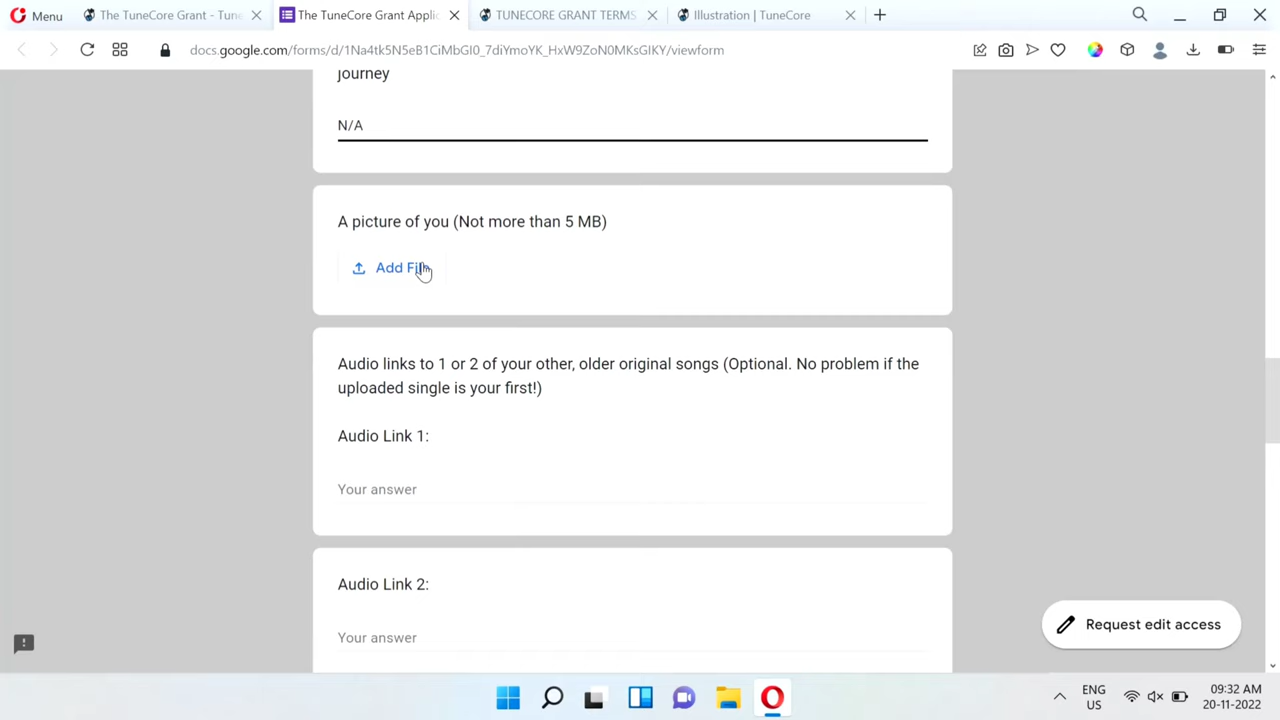 Menu
The TuneCore Grant - Tune
The TuneCore Grant Applic
TUNECORE GRANT TERMS
Illustration | TuneCore
docs.google.com/forms/d/1Na4tk5N5eB1CiMbGI0_7diYmoYK_HxW9ZoN0MKsGlKY/viewform
journey
N/A
A picture of you (Not more than 5 MB)
Add File
Audio links to 1 or 2 of your other, older original songs (Optional. No problem if the
uploaded single is your first!)
Audio Link 1:
Your answer
Audio Link 2:
Your answer
Request edit access
ENG
US
09:32 AM
20-11-2022